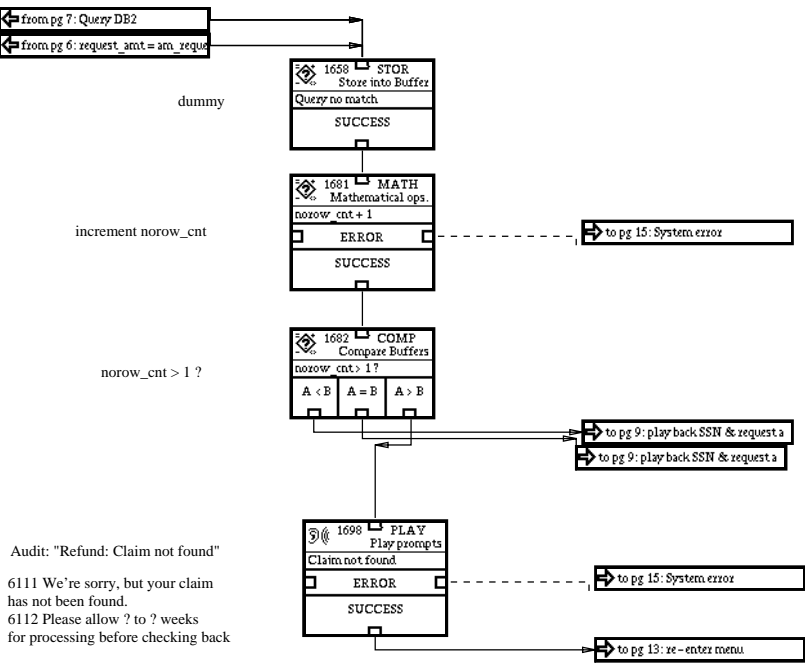 from pg 7: Query DB2
from pg 6: request_amt = am_reque
1658 STOR
Store into Buffer
Query no match
SUCCESS
dummy
1681 MATH
Mathematical ops.
norow_cnt + 1
ERROR
SUCCESS
increment norow_cnt
to pg 15: System error
1682 COMP
Compare Buffers
norow_cnt > 1 ?
A < B A = B A > B
norow_cnt > 1 ?
to pg 9: play back SSN & request a
to pg 9: play back SSN & request a
1698 PLAY
Play prompts
Claim not found
ERROR
SUCCESS
Audit: "Refund: Claim not found"
6111 We're sorry, but your claim
has not been found.
6112 Please allow ? to ? weeks
for processing before checking back
to pg 15: System error
to pg 13: re-enter menu